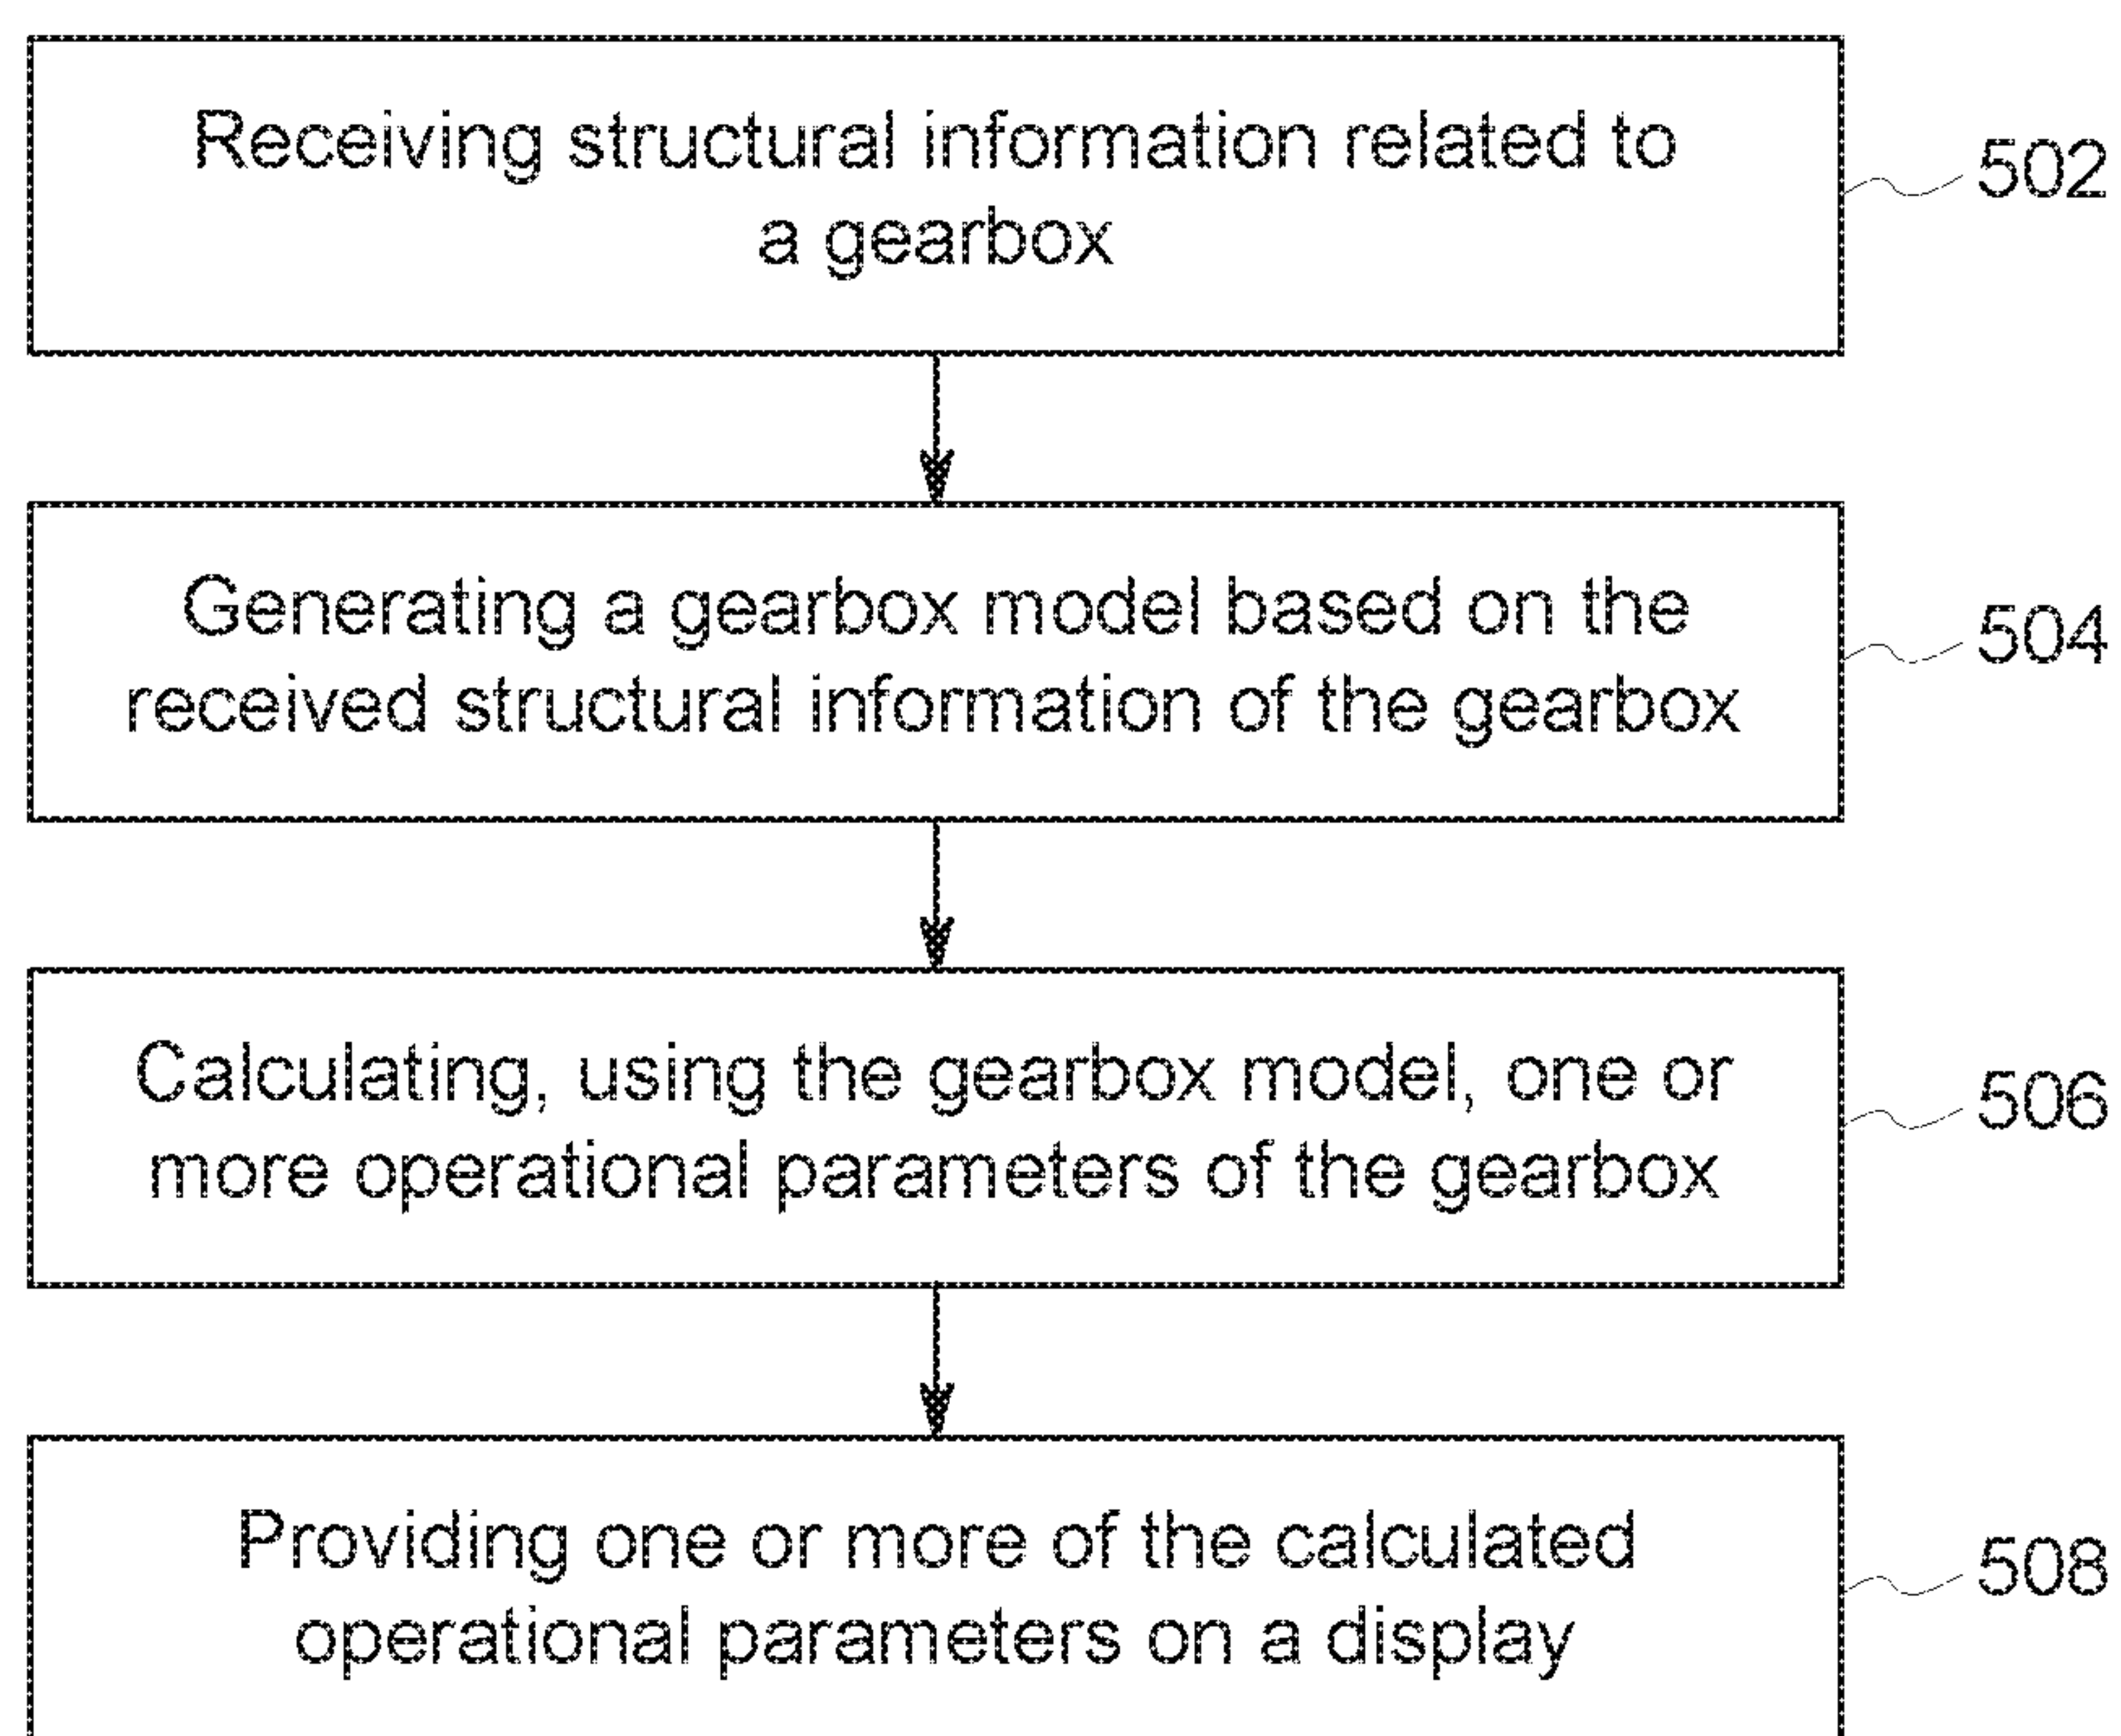 Receiving structural information related to
a gearbox
502
Generating a gearbox model based on the
received structural information of the gearbox
504
Calculating, using the gearbox model, one or
more operational parameters of the gearbox
506
Providing one or more of the calculated
operational parameters on a display
508